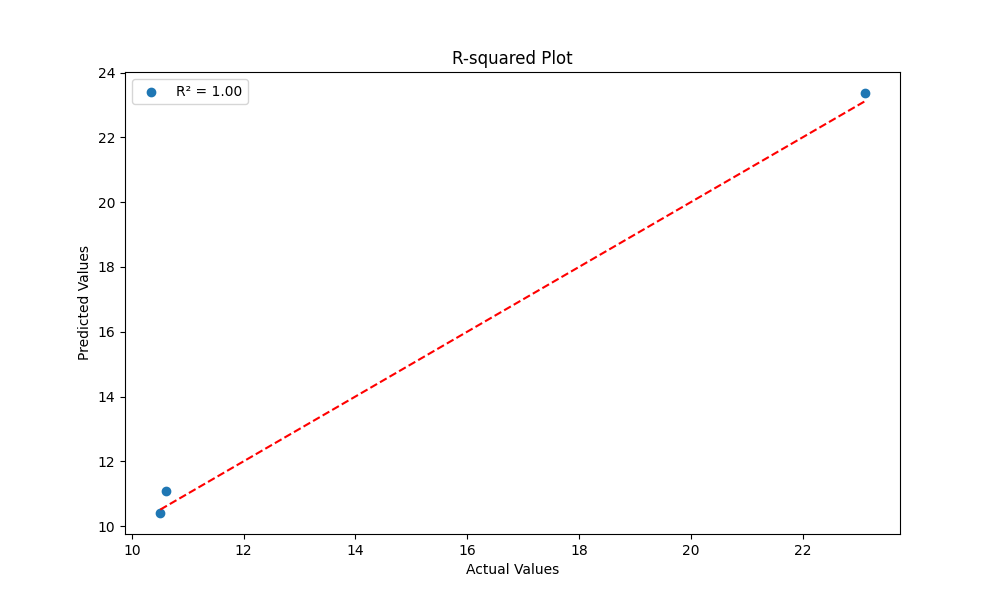 R-squared Plot
R² = 1.00
Predicted Values
24
22
20
18
16
14
12
10
10 12 14 16 18 20 22
Actual Values